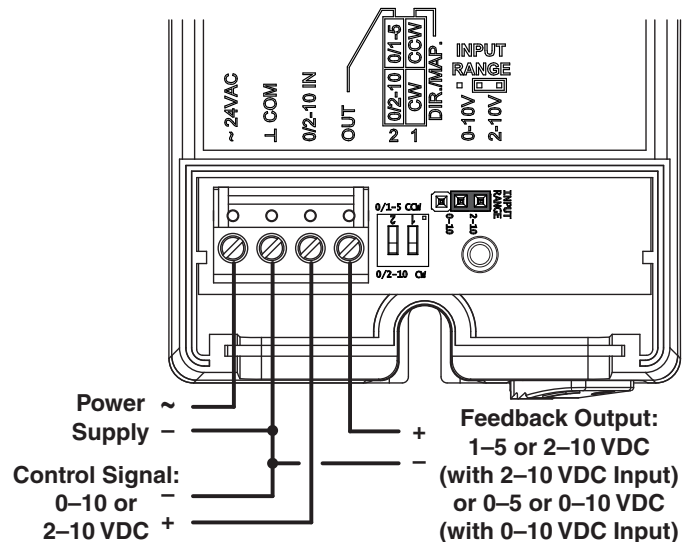 ~ 24VAC
⊥ COM
0/2-10 IN
OUT
0/2-10 0/1-5
CW CCW
2 1
DIR./MAP.
INPUT
RANGE
0-10V
2-10V
0/1-5 CCW
2 1
0/2-10 CW
0-10
2-10
INPUT
RANGE
Power ~
Supply –
Control Signal:
0–10 or –
2–10 VDC +
+ Feedback Output:
– 1–5 or 2–10 VDC
(with 2–10 VDC Input)
or 0–5 or 0–10 VDC
(with 0–10 VDC Input)